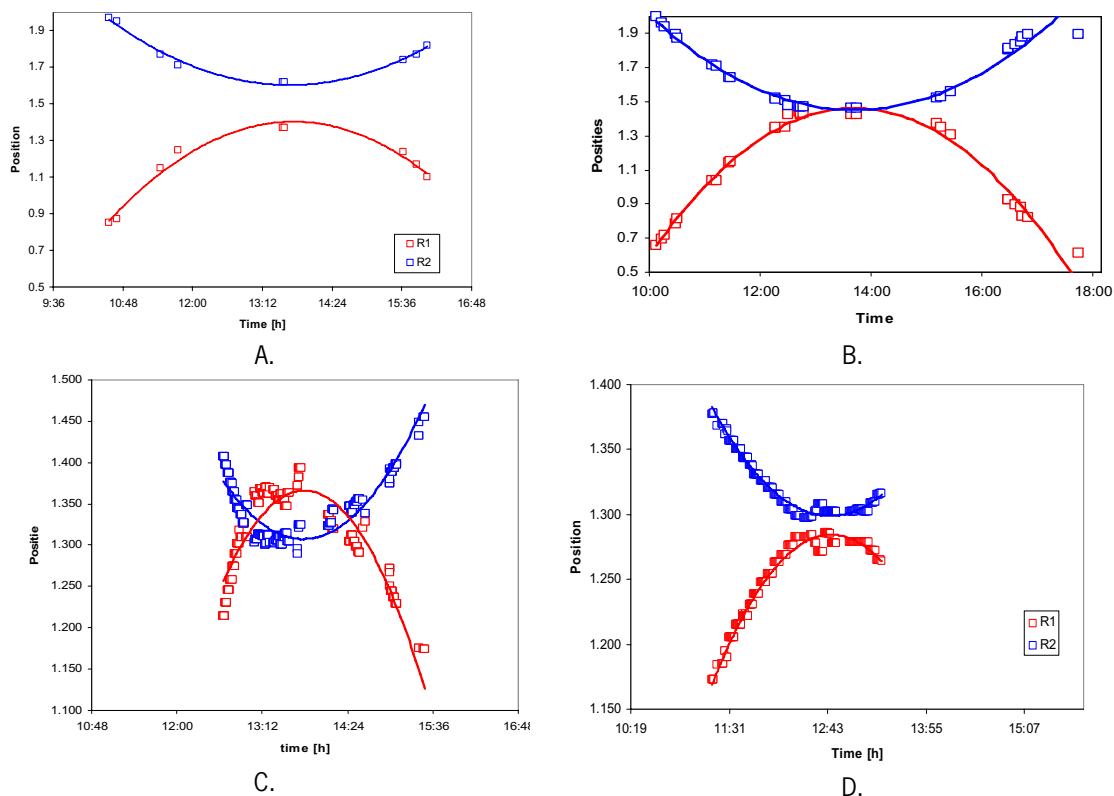 Position
1.9
1.7
1.5
1.3
1.1
0.9
0.7
0.5
R1
R2
9:36 10:48 12:00 13:12 14:24 15:36 16:48
Time [h]
A.
Posities
1.9
1.7
1.5
1.3
1.1
0.9
0.7
0.5
10:00 12:00 14:00 16:00 18:00
Time
B.
Positie
1.500
1.450
1.400
1.350
1.300
1.250
1.200
1.150
1.100
10:48 12:00 13:12 14:24 15:36 16:48
time [h]
C.
Position
1.400
1.350
1.300
1.250
1.200
1.150
R1
R2
10:19 11:31 12:43 13:55 15:07
Time [h]
D.